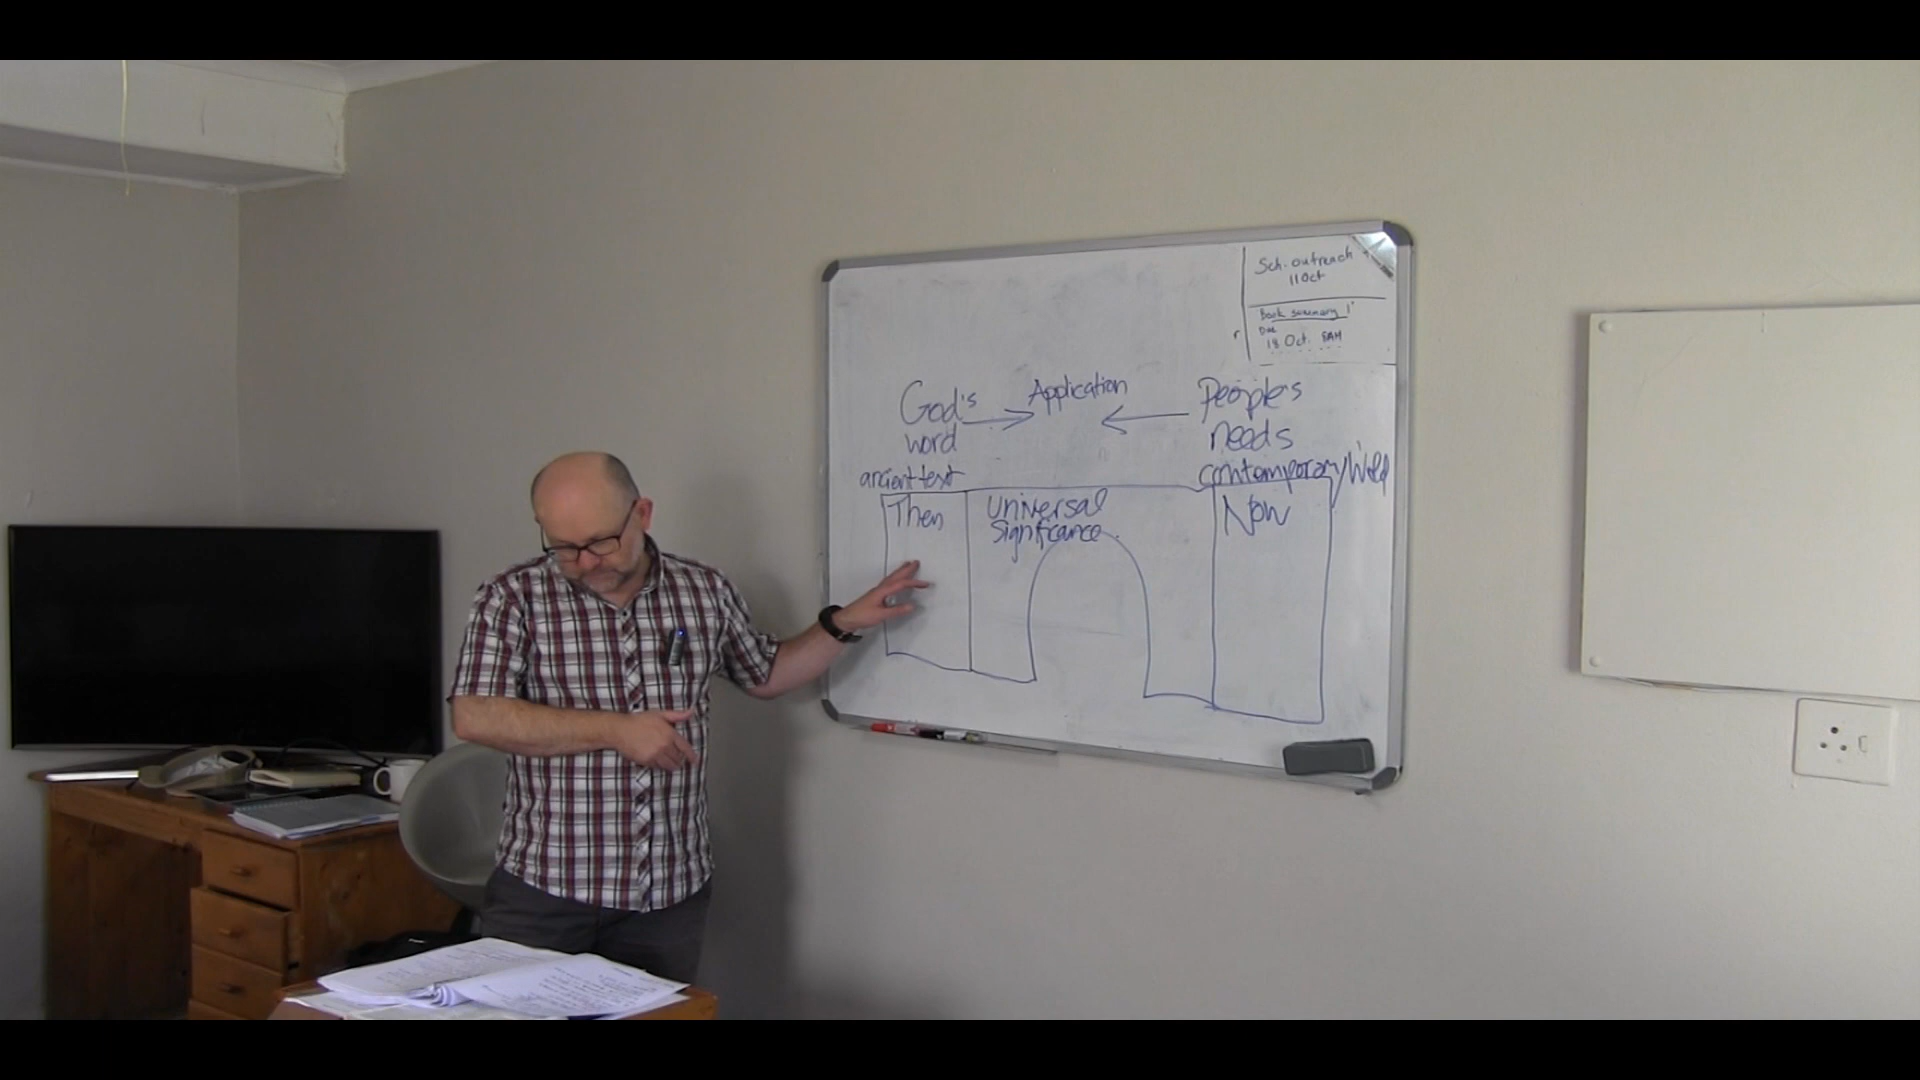 Sch. outreach
11 Oct
Book summary 1
Due
18 Oct 8AM
God's
word
Application
People's
needs
ancient text
contemporary World
Then
Universal
Significance
Now